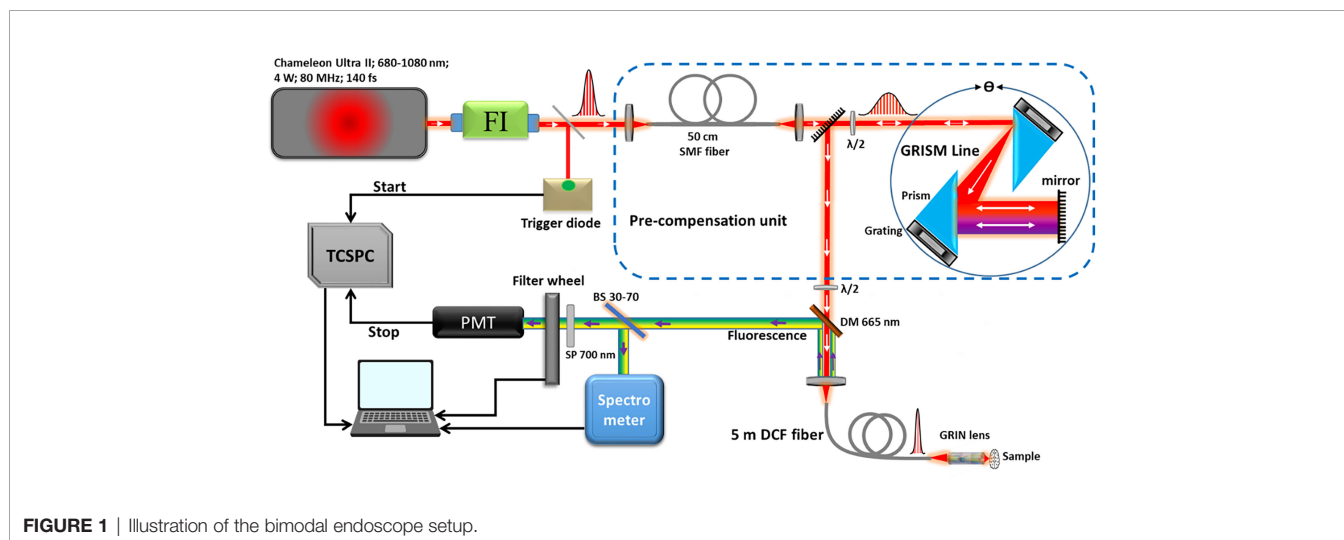 Chameleon Ultra II; 680-1080 nm;
4 W; 80 MHz; 140 fs
FI
50 cm
SMF fiber
λ/2
Θ
GRISM Line
mirror
Prism
Grating
Pre-compensation unit
Start
Trigger diode
TCSPC
Filter wheel
BS 30-70
λ/2
DM 665 nm
Stop
PMT
Fluorescence
SP 700 nm
Spectro
meter
5 m DCF fiber
GRIN lens
Sample
FIGURE 1 | Illustration of the bimodal endoscope setup.